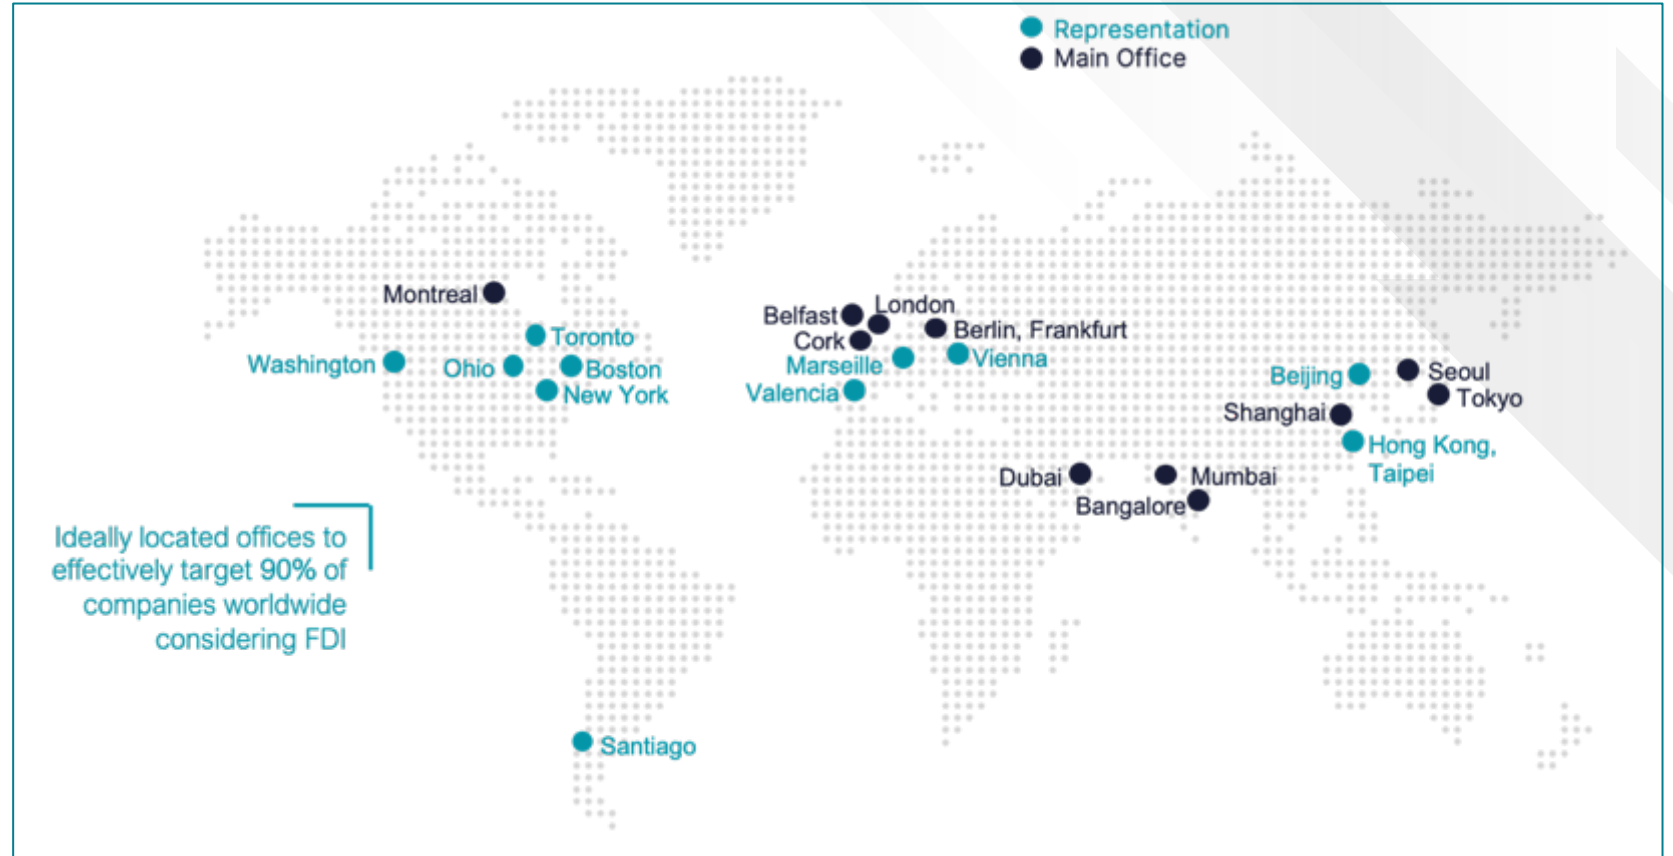 Representation
Main Office
Montreal
Toronto
Washington
Ohio
Boston
New York
Belfast
London
Cork
Berlin, Frankfurt
Marseille
Vienna
Valencia
Beijing
Seoul
Tokyo
Shanghai
Hong Kong,
Taipei
Dubai
Mumbai
Bangalore
Ideally located offices to
effectively target 90% of
companies worldwide
considering FDI
Santiago